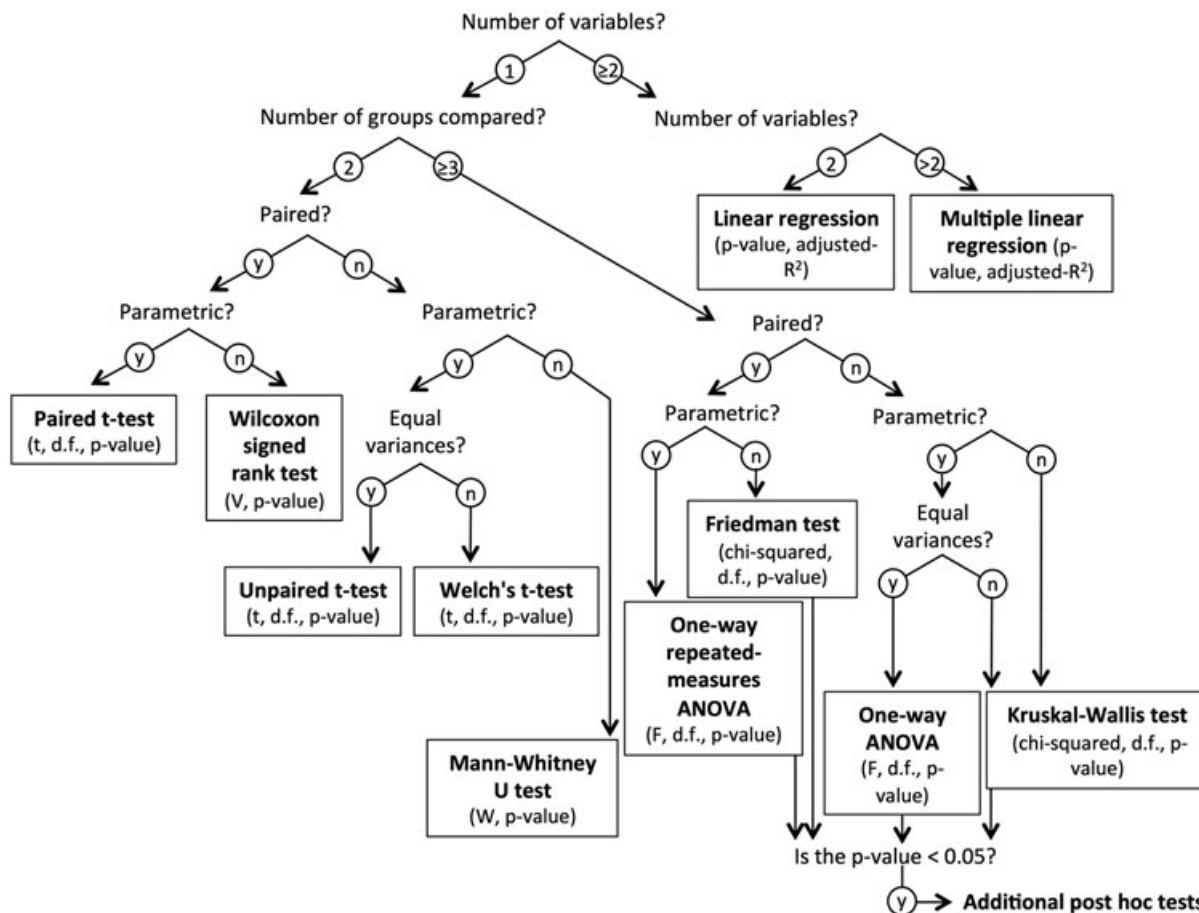 Number of variables?
1
≥2
Number of groups compared?
Number of variables?
2
≥3
2
>2
Linear regression
(p-value, adjusted-
R²)
Multiple linear
regression (p-
value, adjusted-R²)
Paired?
y
n
Parametric?
Parametric?
y
n
y
n
Paired t-test
(t, d.f., p-value)
Wilcoxon
signed
rank test
(V, p-value)
Equal
variances?
y
n
Unpaired t-test
(t, d.f., p-value)
Welch's t-test
(t, d.f., p-value)
Mann-Whitney
U test
(W, p-value)
Paired?
y
n
Parametric?
Parametric?
y
n
y
n
Friedman test
(chi-squared,
d.f., p-value)
One-way
repeated-
measures
ANOVA
(F, d.f., p-value)
Equal
variances?
y
n
One-way
ANOVA
(F, d.f., p-
value)
Kruskal-Wallis test
(chi-squared, d.f., p-
value)
Is the p-value < 0.05?
y
Additional post hoc tests